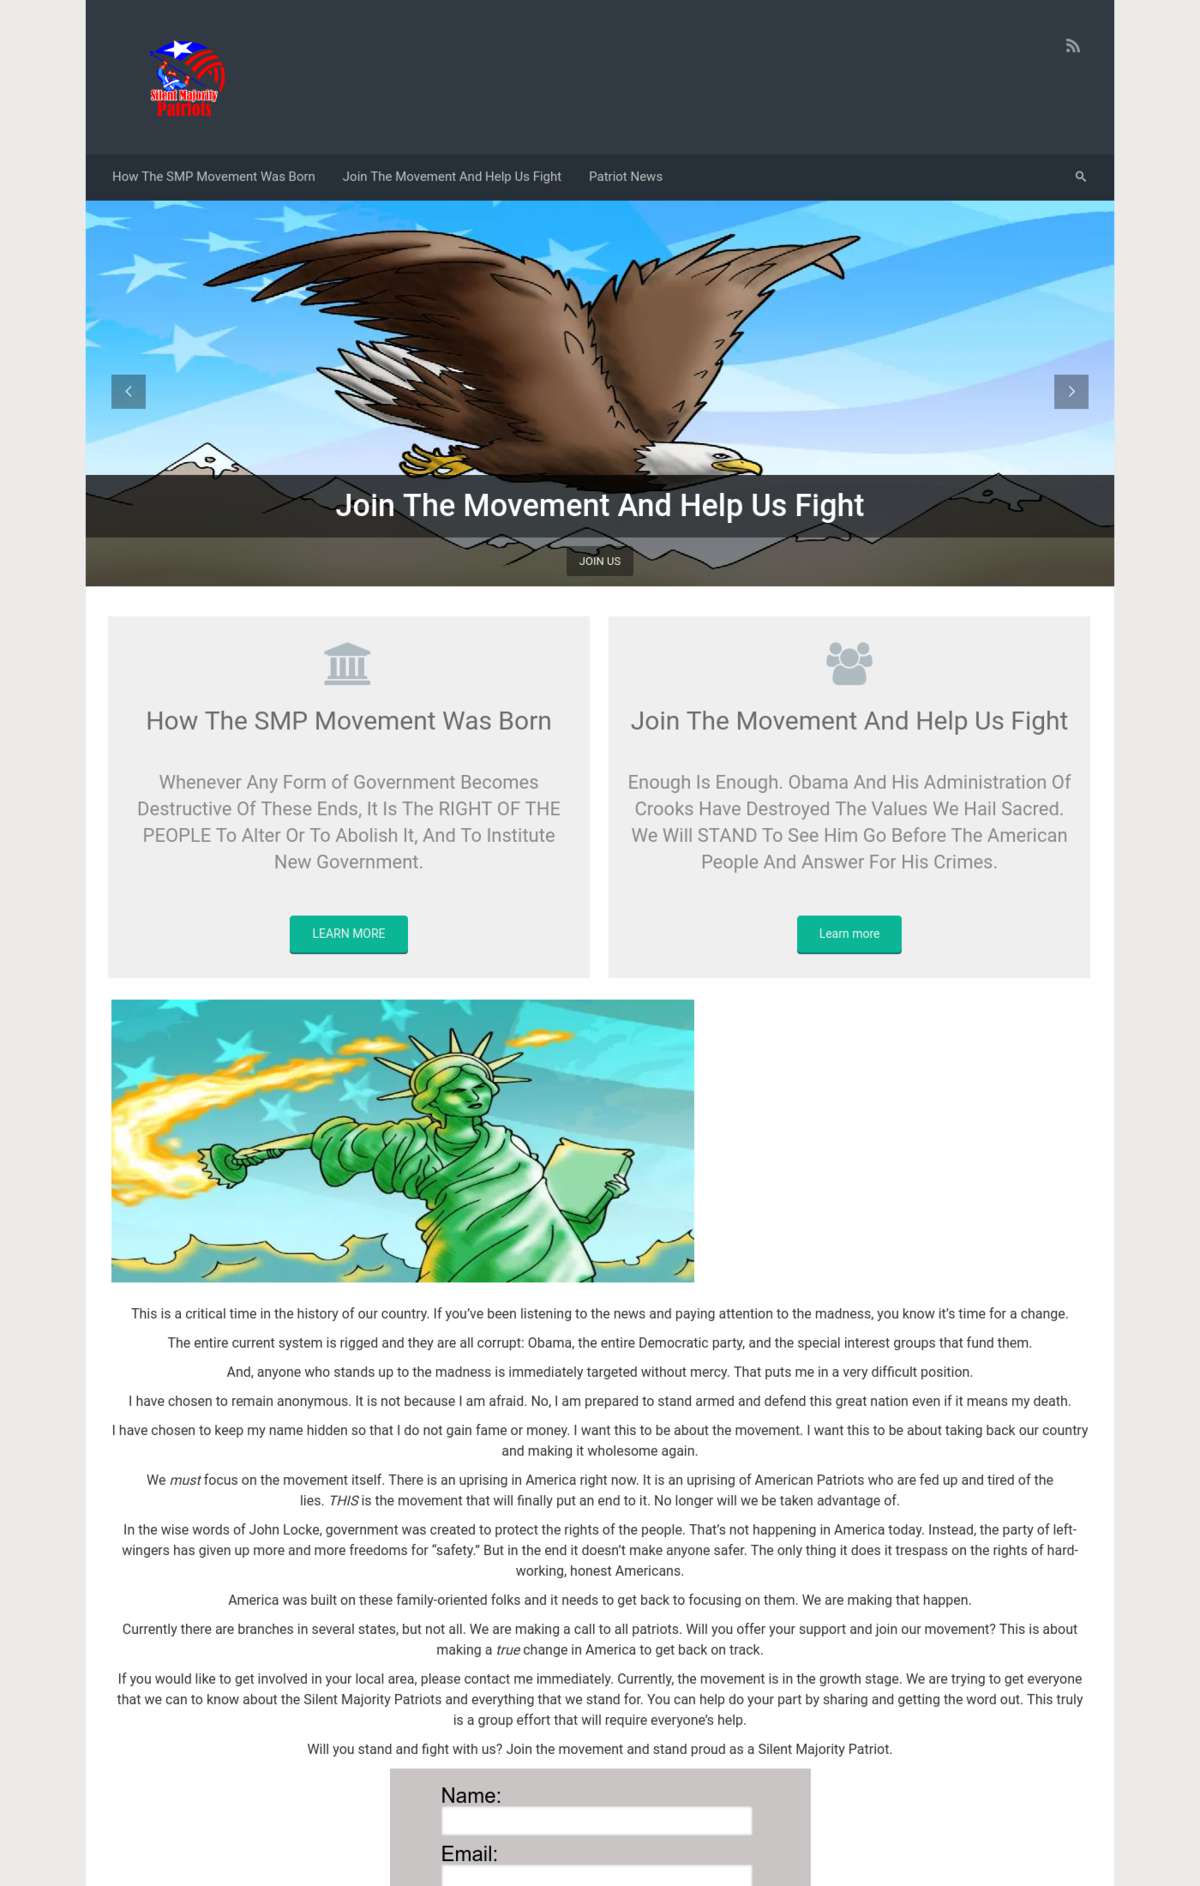 Silent Majority
Patriots
How The SMP Movement Was Born
Join The Movement And Help Us Fight
Patriot News
Join The Movement And Help Us Fight
JOIN US
How The SMP Movement Was Born
Whenever Any Form of Government Becomes
Destructive Of These Ends, It Is The RIGHT OF THE
PEOPLE To Alter Or To Abolish It, And To Institute
New Government.
LEARN MORE
Join The Movement And Help Us Fight
Enough Is Enough. Obama And His Administration Of
Crooks Have Destroyed The Values We Hail Sacred.
We Will STAND To See Him Go Before The American
People And Answer For His Crimes.
Learn more
This is a critical time in the history of our country. If you’ve been listening to the news and paying attention to the madness, you know it’s time for a change.
The entire current system is rigged and they are all corrupt: Obama, the entire Democratic party, and the special interest groups that fund them.
And, anyone who stands up to the madness is immediately targeted without mercy. That puts me in a very difficult position.
I have chosen to remain anonymous. It is not because I am afraid. No, I am prepared to stand armed and defend this great nation even if it means my death.
I have chosen to keep my name hidden so that I do not gain fame or money. I want this to be about the movement. I want this to be about taking back our country
and making it wholesome again.
We must focus on the movement itself. There is an uprising in America right now. It is an uprising of American Patriots who are fed up and tired of the
lies. THIS is the movement that will finally put an end to it. No longer will we be taken advantage of.
In the wise words of John Locke, government was created to protect the rights of the people. That’s not happening in America today. Instead, the party of left-
wingers has given up more and more freedoms for “safety.” But in the end it doesn’t make anyone safer. The only thing it does it trespass on the rights of hard-
working, honest Americans.
America was built on these family-oriented folks and it needs to get back to focusing on them. We are making that happen.
Currently there are branches in several states, but not all. We are making a call to all patriots. Will you offer your support and join our movement? This is about
making a true change in America to get back on track.
If you would like to get involved in your local area, please contact me immediately. Currently, the movement is in the growth stage. We are trying to get everyone
that we can to know about the Silent Majority Patriots and everything that we stand for. You can help do your part by sharing and getting the word out. This truly
is a group effort that will require everyone’s help.
Will you stand and fight with us? Join the movement and stand proud as a Silent Majority Patriot.
Name:
Email: